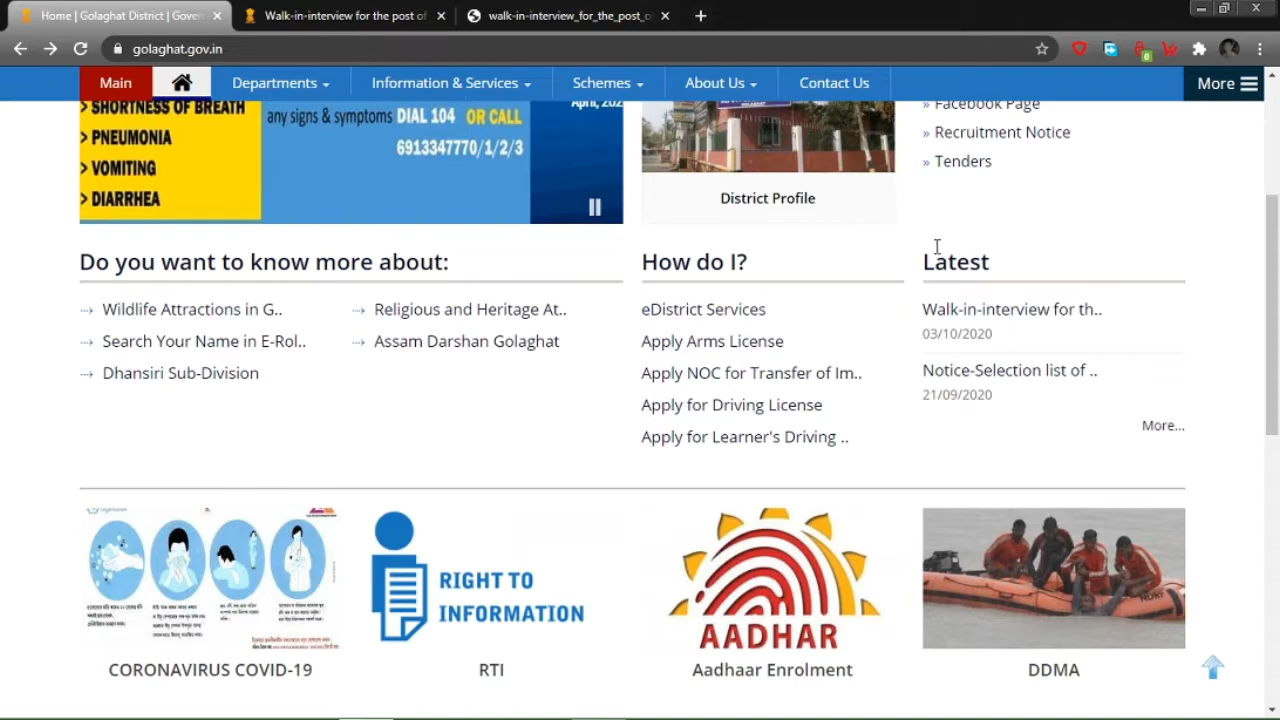 Home | Golaghat District | Gover
Walk-in-interview for the post of
walk-in-interview_for_the_post_o
golaghat.gov.in
0
Main
Departments
Information & Services
Schemes
About Us
Contact Us
More
> SHORTNESS OF BREATH
> PNEUMONIA
> VOMITING
> DIARRHEA
any signs & symptoms DIAL 104 OR CALL
6913347770/1/2/3
April, 202
District Profile
» Facebook Page
» Recruitment Notice
» Tenders
Do you want to know more about:
Wildlife Attractions in G..
Religious and Heritage At..
Search Your Name in E-Rol..
Assam Darshan Golaghat
Dhansiri Sub-Division
How do I?
eDistrict Services
Apply Arms License
Apply NOC for Transfer of Im..
Apply for Driving License
Apply for Learner's Driving ..
Latest
Walk-in-interview for th..
03/10/2020
Notice-Selection list of ..
21/09/2020
More...
RIGHT TO
INFORMATION
AADHAR
CORONAVIRUS COVID-19
RTI
Aadhaar Enrolment
DDMA